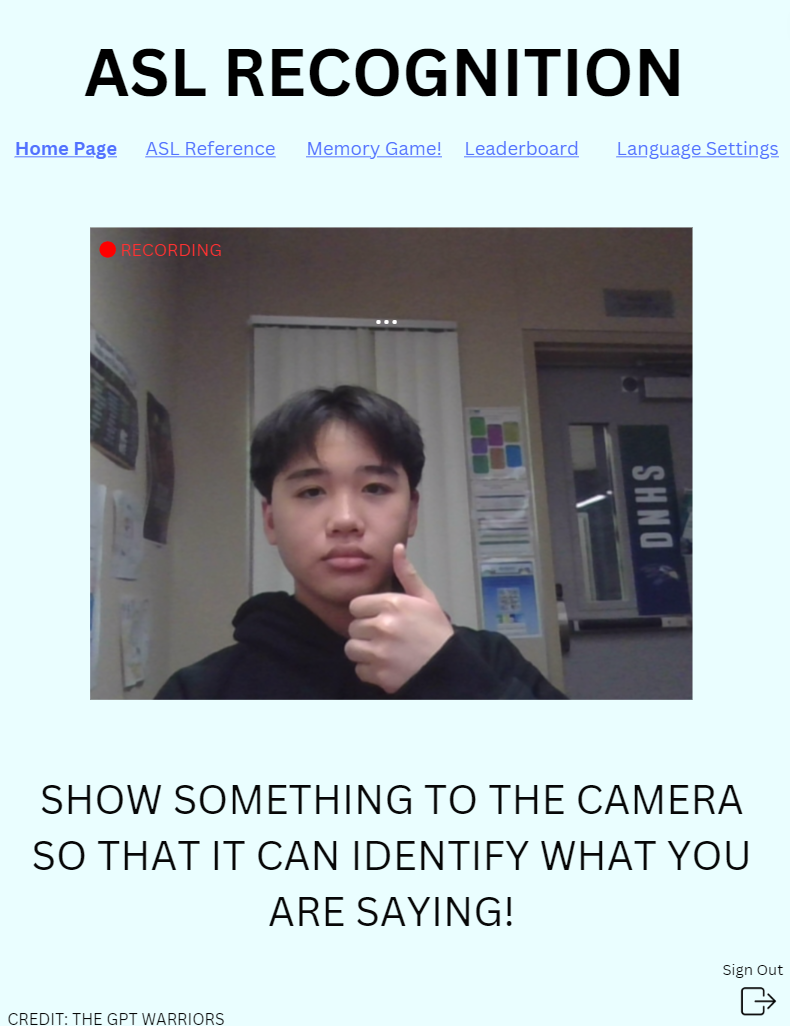 ASL RECOGNITION
Home Page ASL Reference Memory Game! Leaderboard Language Settings
RECORDING
DNHS
SHOW SOMETHING TO THE CAMERA
SO THAT IT CAN IDENTIFY WHAT YOU
ARE SAYING!
Sign Out
CREDIT: THE GPT WARRIORS